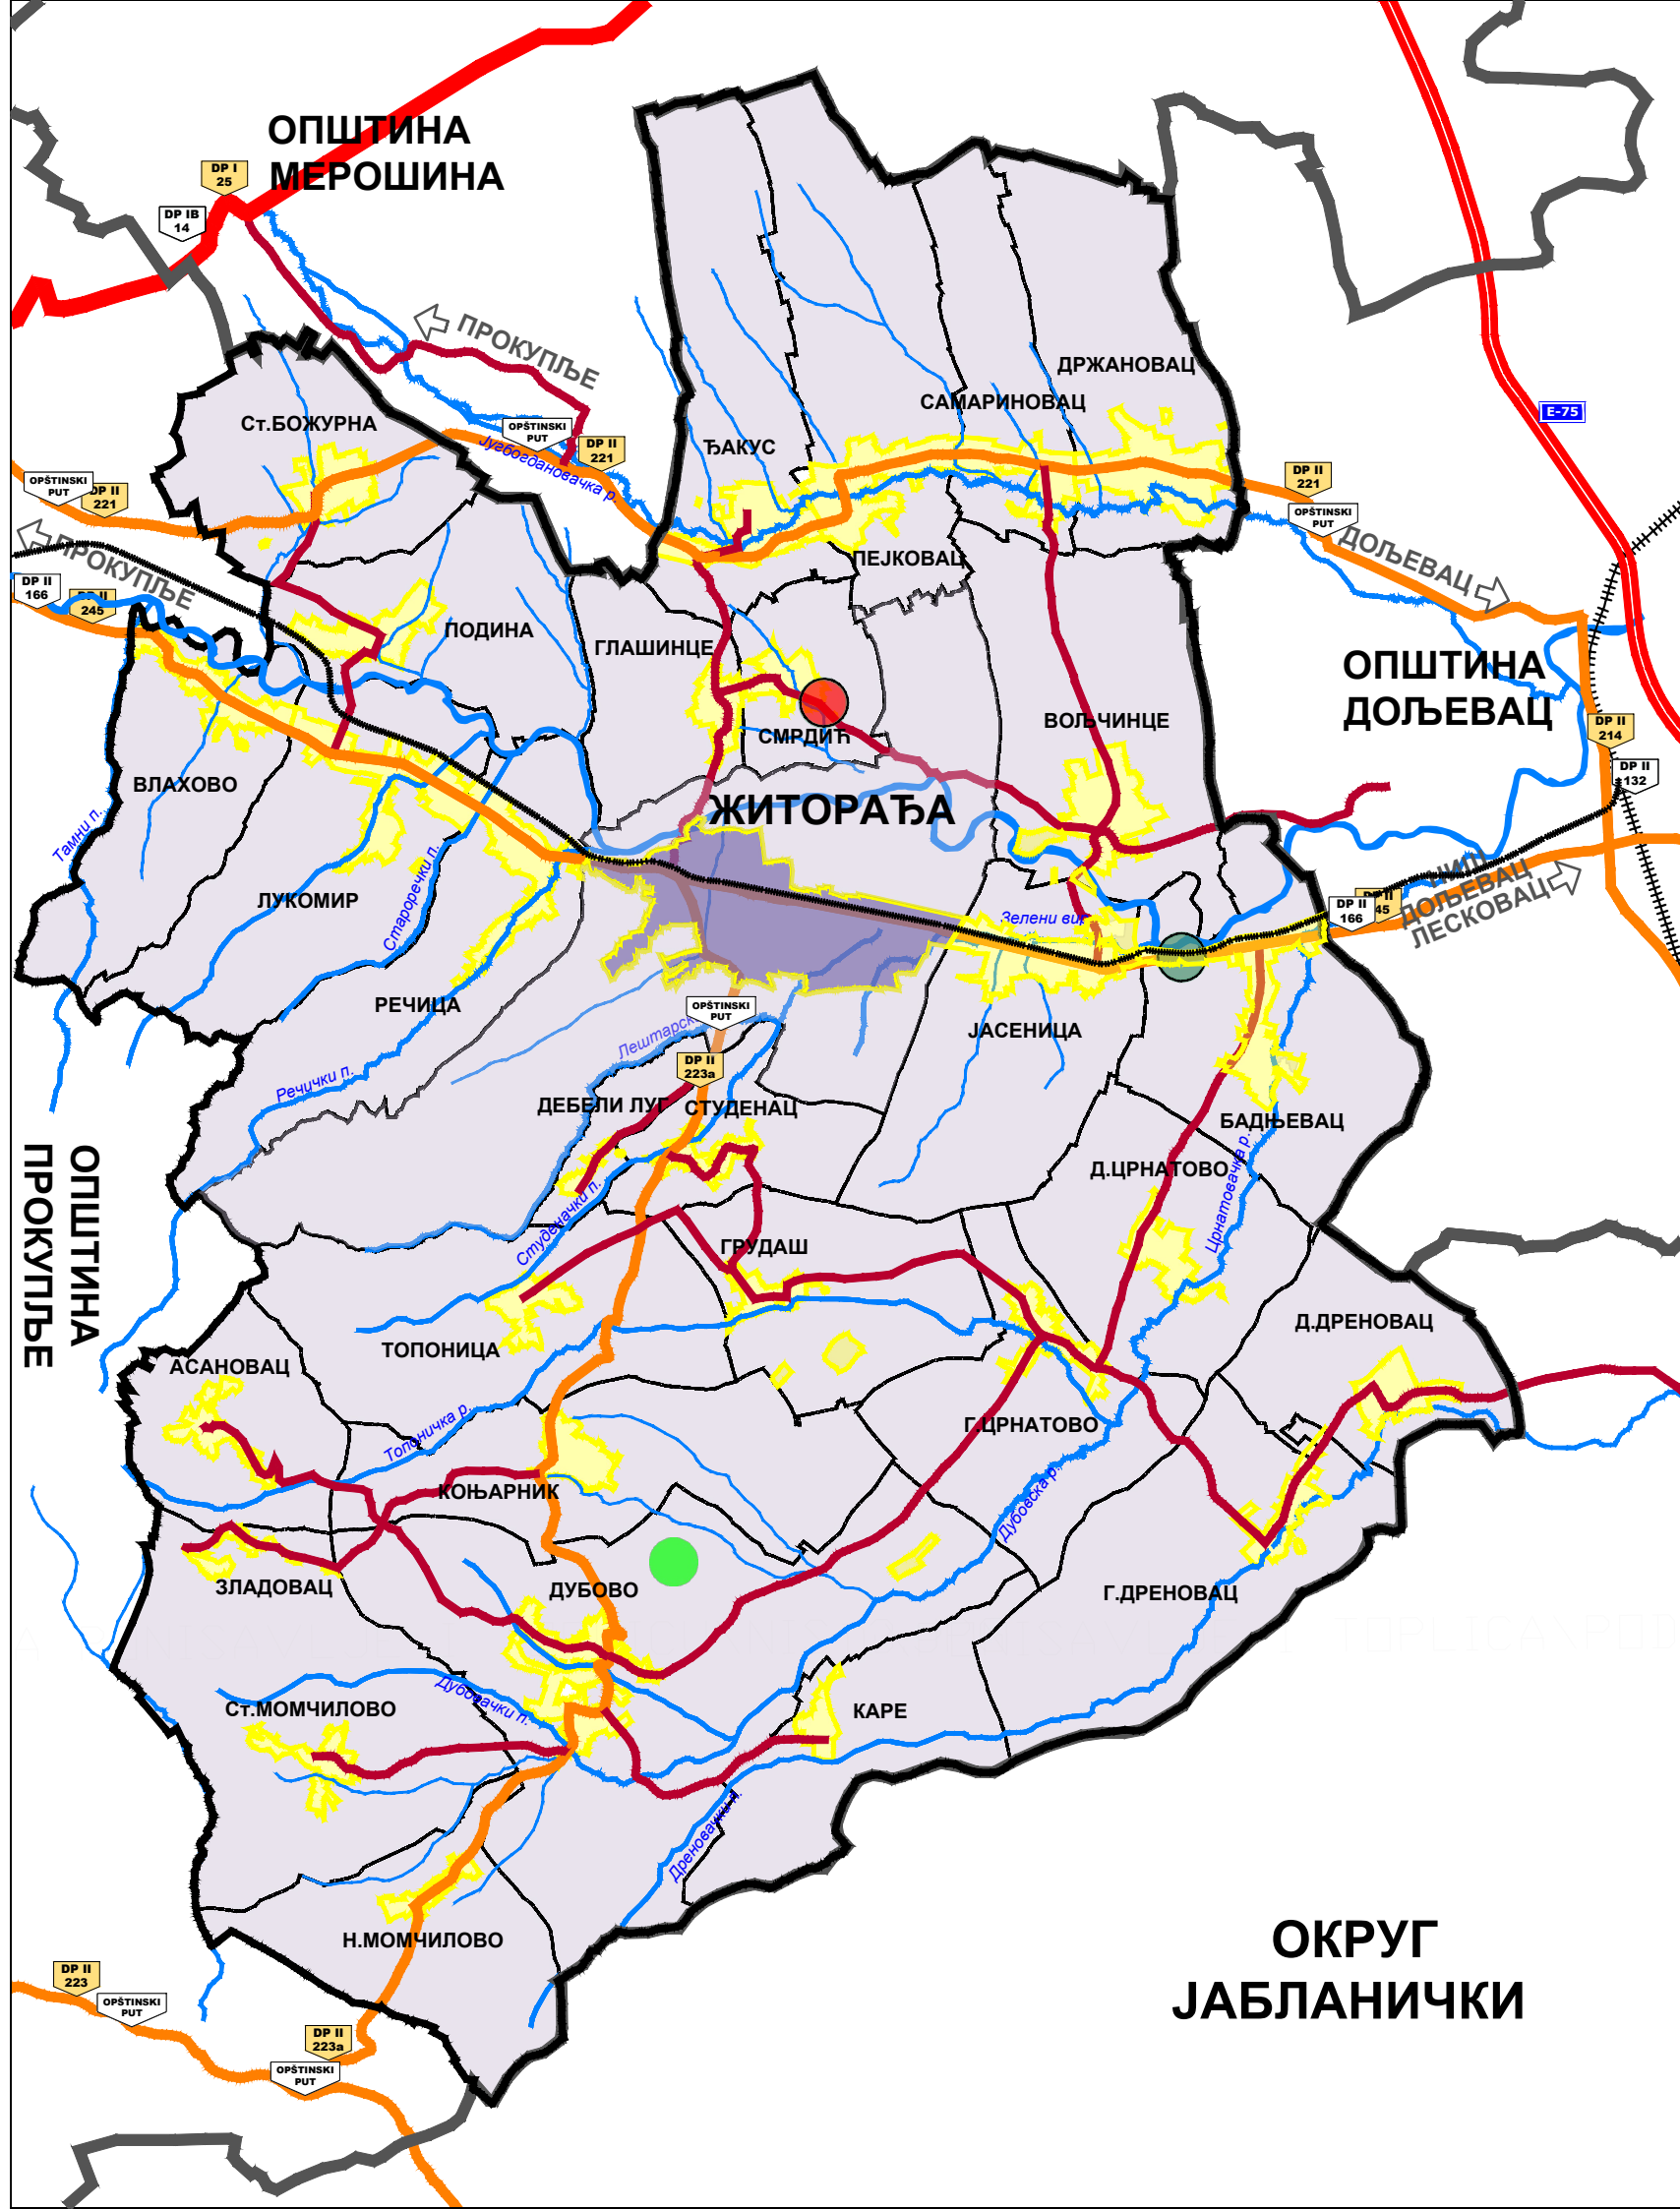 ОПШТИНА
МЕРОШИНА
DP I
25
DP IB
14
ПРОКУПЉЕ
ДРЖАНОВАЦ
САМАРИНОВАЦ
E-75
Ст.БОЖУРНА
OPŠTINSKI
PUT
DP II
221
ЂАКУС
Југбогдановачка р.
OPŠTINSKI
PUT
DP II
221
DP II
221
OPŠTINSKI
PUT
ПРОКУПЉЕ
ДОЉЕВАЦ
ПЕЈКОВАЦ
DP II
166
DP II
245
ПОДИНА
ГЛАШИНЦЕ
ОПШТИНА
ДОЉЕВАЦ
ВОЉЧИНЦЕ
СМРДИЋ
DP II
214
DP II
132
ВЛАХОВО
ЖИТОРАЂА
Тамни п.
ЛУКОМИР
Староречки п.
Зелени вир
DP II
166
45
ДОЉЕВАЦ
ЛЕСКОВАЦ
РЕЧИЦА
OPŠTINSKI
PUT
ЈАСЕНИЦА
Лештарск
DP II
223a
Речички п.
ДЕБЕЛИ ЛУГ
СТУДЕНАЦ
БАДЊЕВАЦ
ОПШТИНА
ПРОКУПЉЕ
Д.ЦРНАТОВО
Црнатовачка р.
Студеначки п.
ГРУДАШ
Д.ДРЕНОВАЦ
ТОПОНИЦА
АСАНОВАЦ
Топоничка р.
Г.ЦРНАТОВО
КОЊАРНИК
Дубовска р.
ЗЛАДОВАЦ
ДУБОВО
Г.ДРЕНОВАЦ
Ст.МОМЧИЛОВО
Дубовачки п.
КАРЕ
Дреновачки п.
Н.МОМЧИЛОВО
ОКРУГ
ЈАБЛАНИЧКИ
DP II
223
OPŠTINSKI
PUT
DP II
223a
OPŠTINSKI
PUT